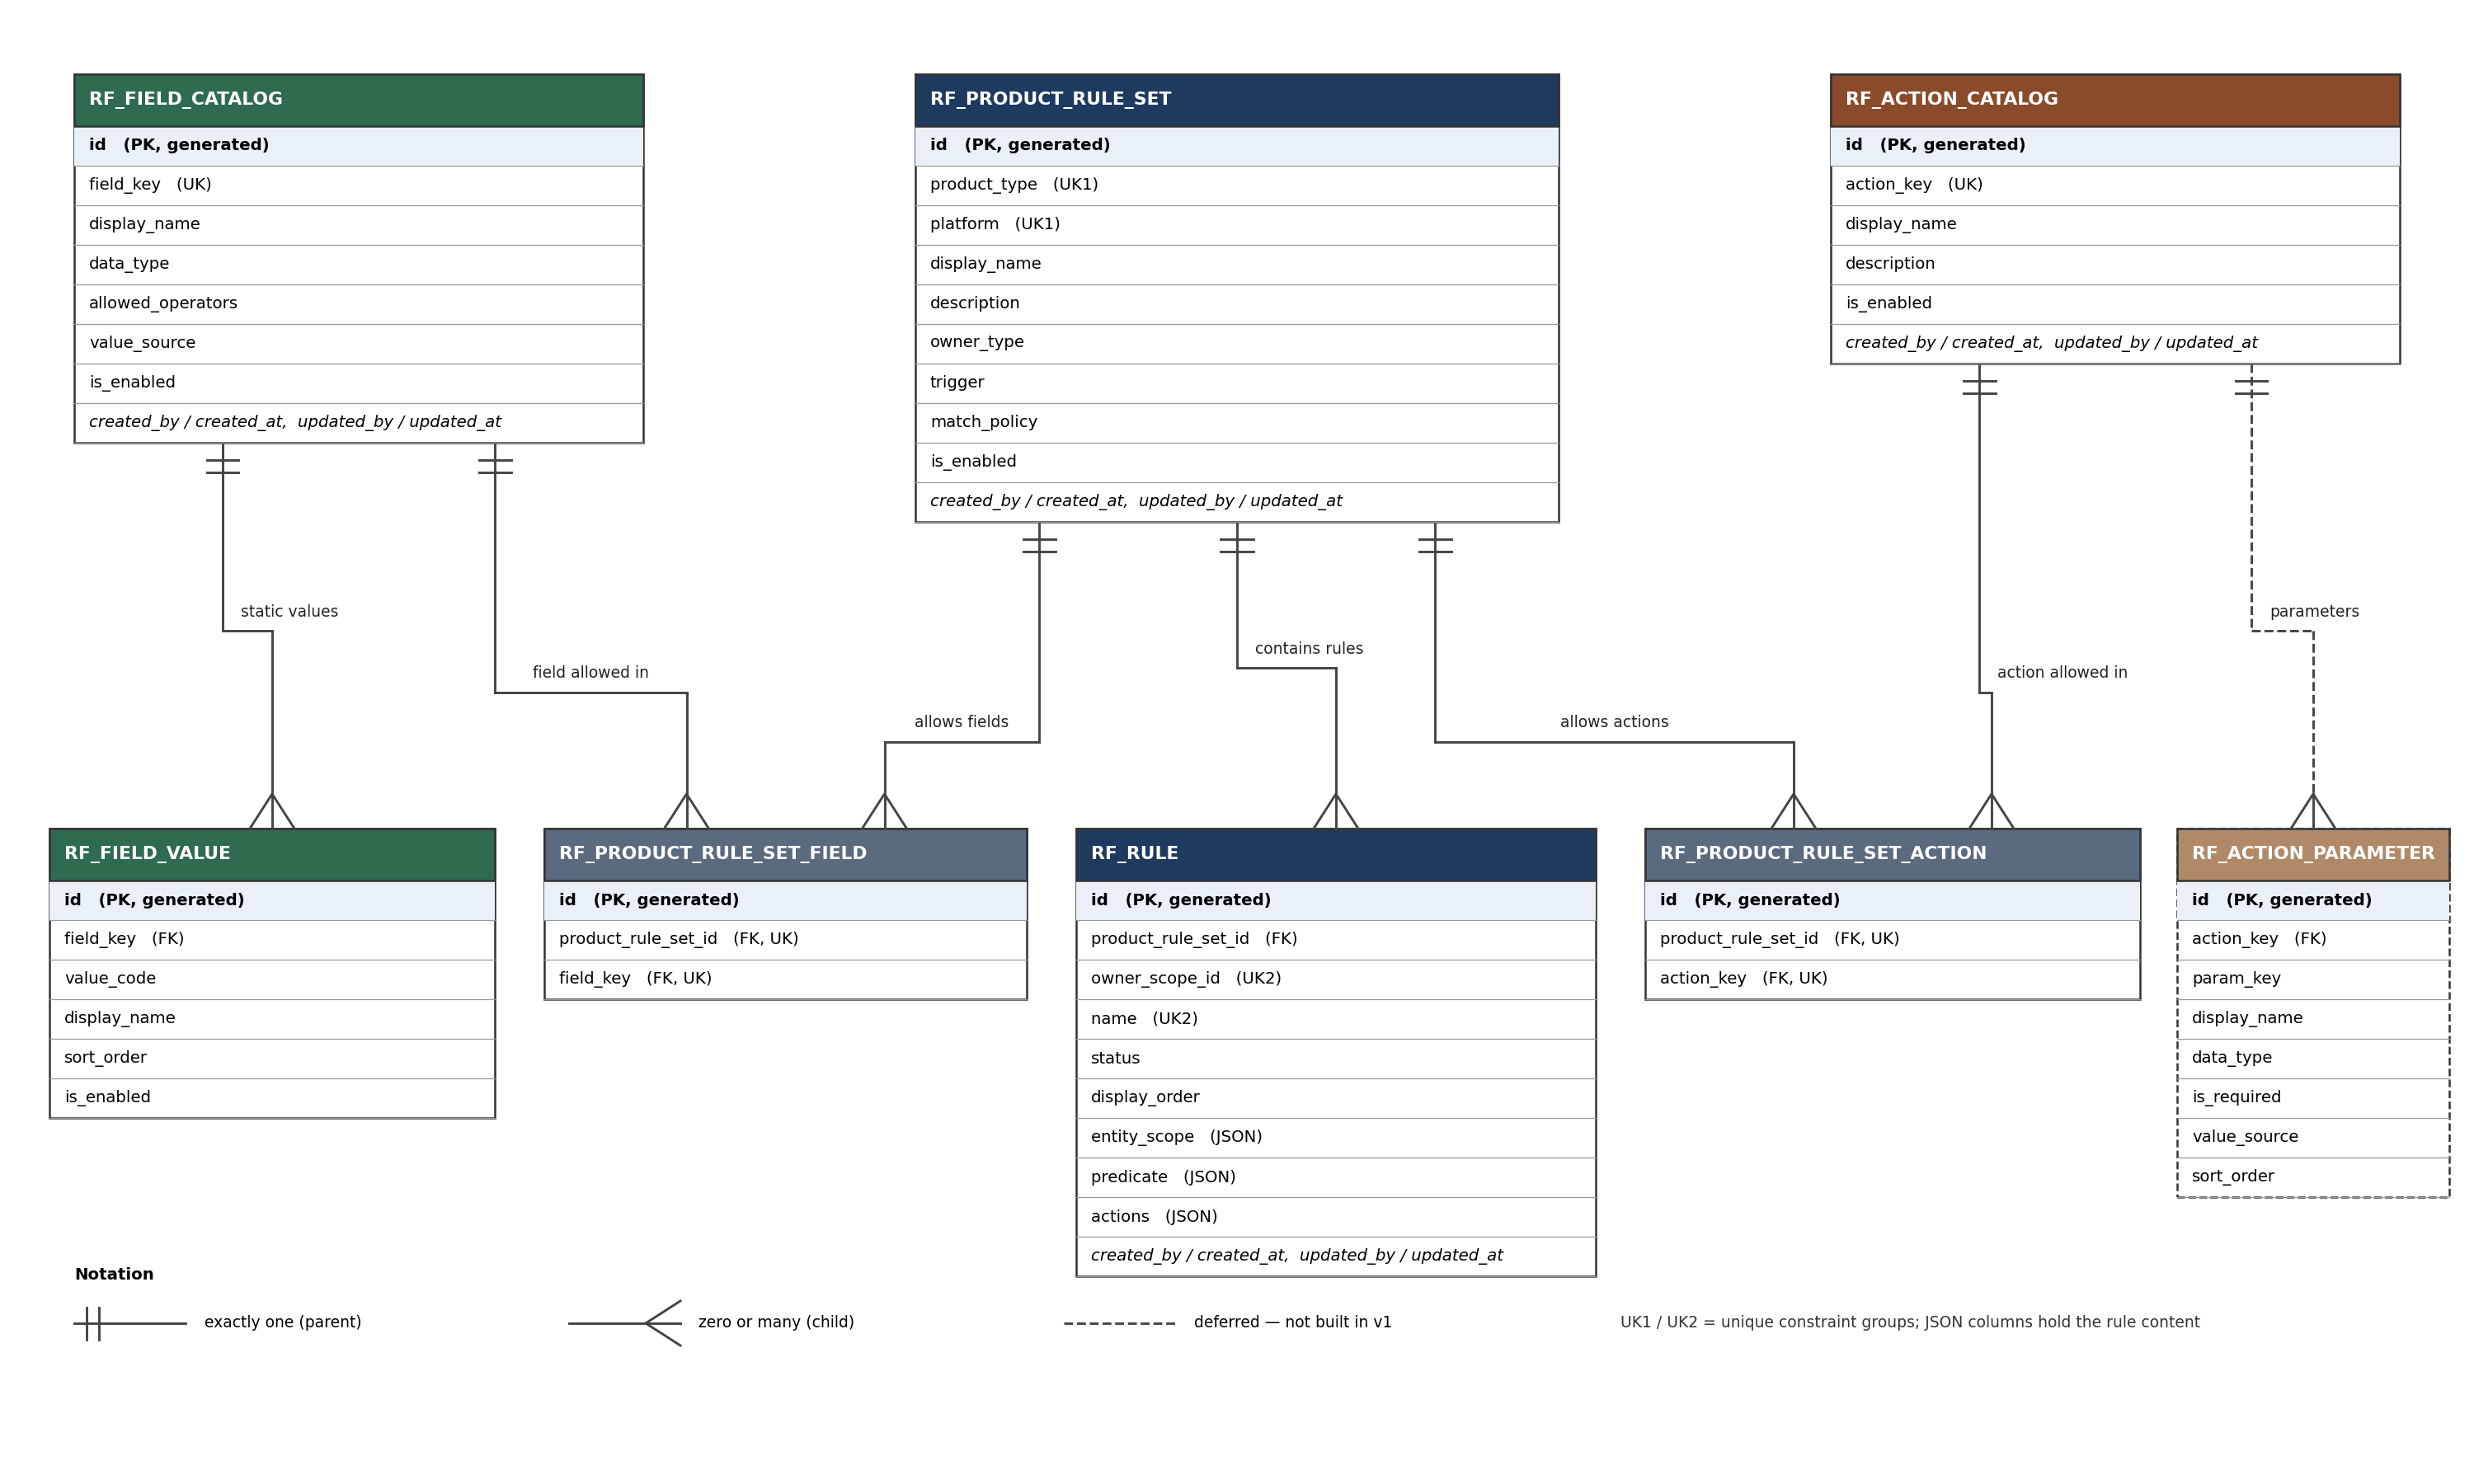 RF_FIELD_CATALOG
id (PK, generated)
field_key (UK)
display_name
data_type
allowed_operators
value_source
is_enabled
created_by / created_at, updated_by / updated_at
RF_PRODUCT_RULE_SET
id (PK, generated)
product_type (UK1)
platform (UK1)
display_name
description
owner_type
trigger
match_policy
is_enabled
created_by / created_at, updated_by / updated_at
RF_ACTION_CATALOG
id (PK, generated)
action_key (UK)
display_name
description
is_enabled
created_by / created_at, updated_by / updated_at
static values
field allowed in
allows fields
contains rules
allows actions
action allowed in
parameters
RF_FIELD_VALUE
id (PK, generated)
field_key (FK)
value_code
display_name
sort_order
is_enabled
RF_PRODUCT_RULE_SET_FIELD
id (PK, generated)
product_rule_set_id (FK, UK)
field_key (FK, UK)
RF_RULE
id (PK, generated)
product_rule_set_id (FK)
owner_scope_id (UK2)
name (UK2)
status
display_order
entity_scope (JSON)
predicate (JSON)
actions (JSON)
created_by / created_at, updated_by / updated_at
RF_PRODUCT_RULE_SET_ACTION
id (PK, generated)
product_rule_set_id (FK, UK)
action_key (FK, UK)
RF_ACTION_PARAMETER
id (PK, generated)
action_key (FK)
param_key
display_name
data_type
is_required
value_source
sort_order
Notation
exactly one (parent)
zero or many (child)
deferred — not built in v1
UK1 / UK2 = unique constraint groups; JSON columns hold the rule content